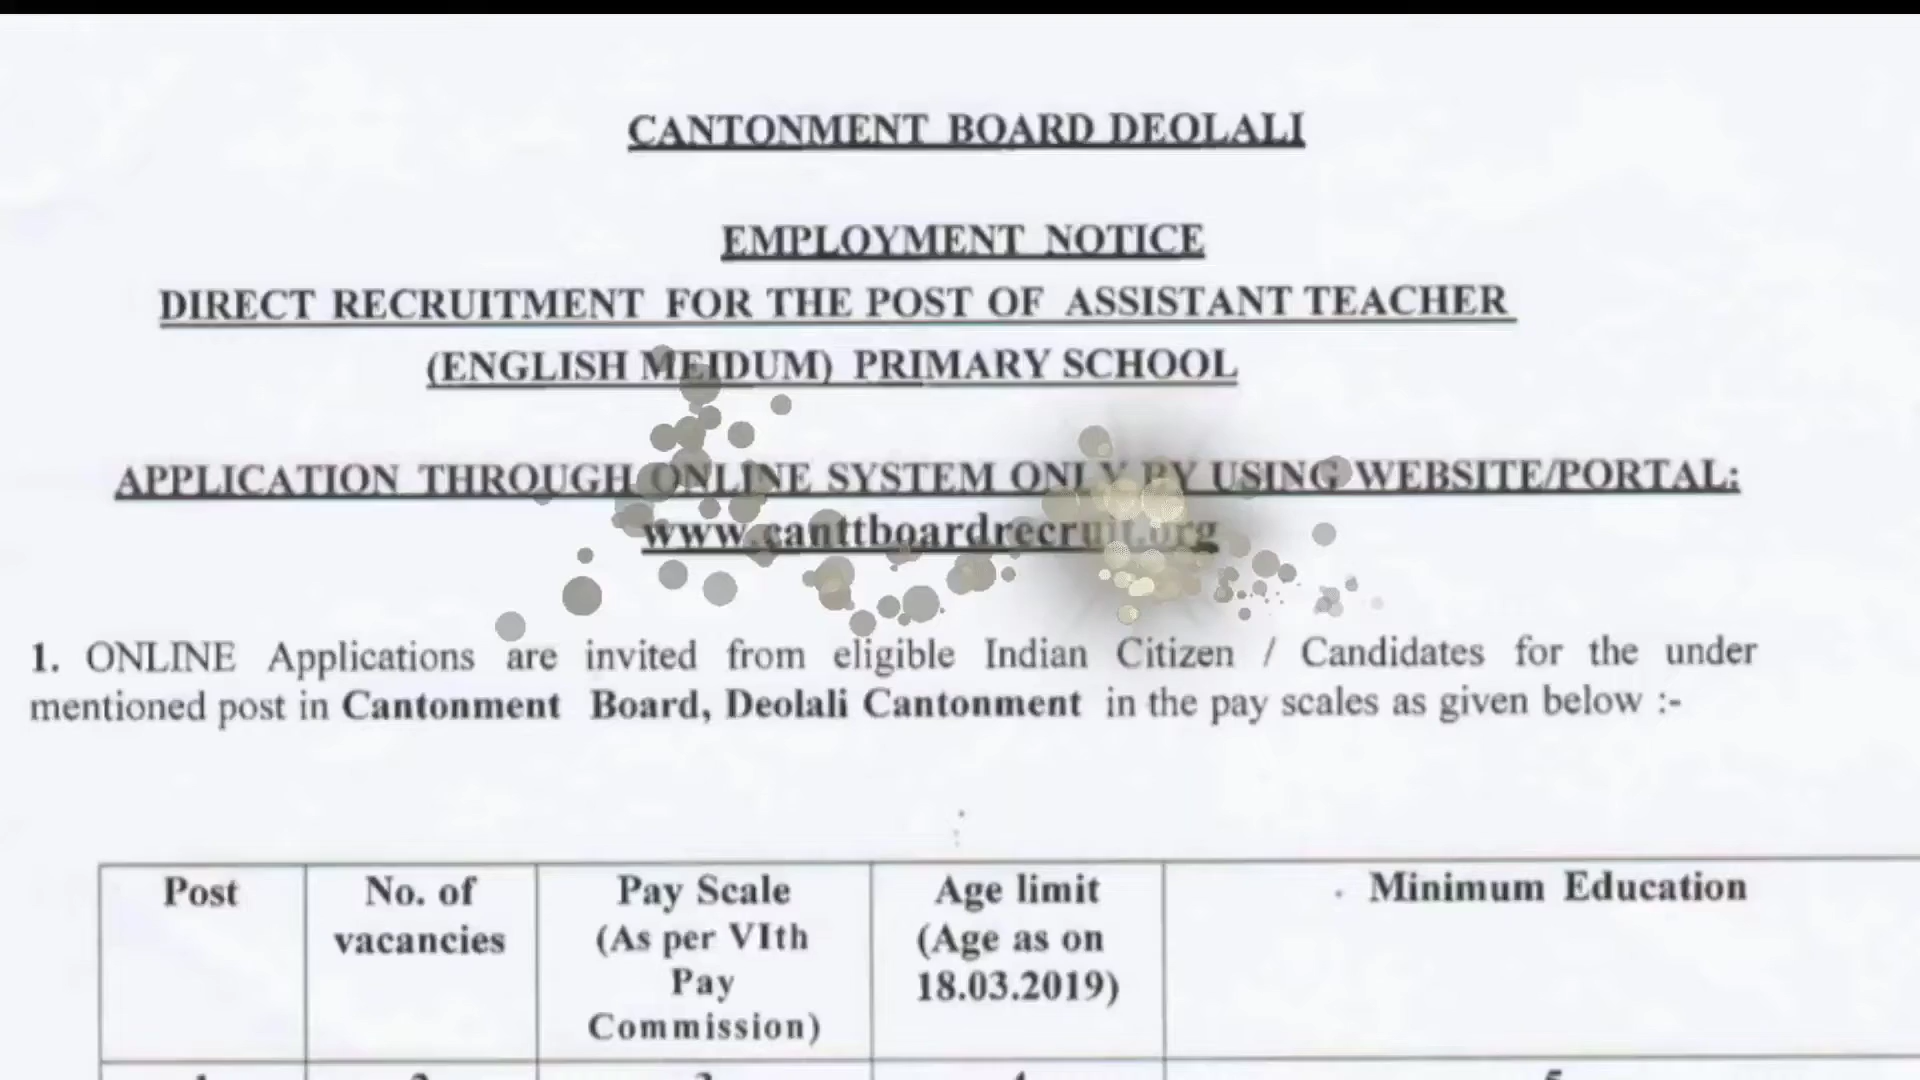 CANTONMENT BOARD DEOLALI
EMPLOYMENT NOTICE
DIRECT RECRUITMENT FOR THE POST OF ASSISTANT TEACHER
(ENGLISH MEIDUM) PRIMARY SCHOOL
APPLICATION THROUGH ONLINE SYSTEM ONLY BY USING WEBSITE/PORTAL:
www.canttboardrecruit.org
1. ONLINE Applications are invited from eligible Indian Citizen / Candidates for the under
mentioned post in Cantonment Board, Deolali Cantonment in the pay scales as given below :-
Post No. of vacancies Pay Scale (As per VIth Pay Commission) Age limit (Age as on 18.03.2019) Minimum Education